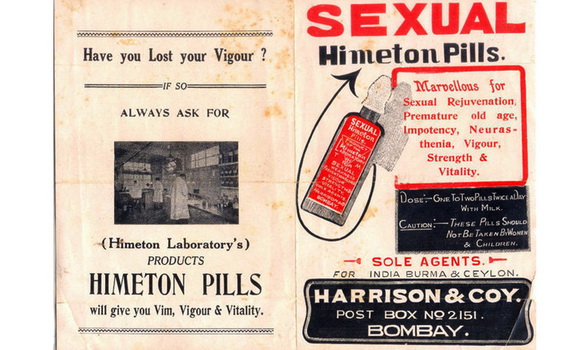 Have you Lost your Vigour ?
IF SO
ALWAYS ASK FOR
(Himeton Laboratory's)
PRODUCTS
HIMETON PILLS
will give you Vim, Vigour & Vitality.
SEXUAL
Himeton Pills.
SEXUAL
Himeton
Pills.
HIMETON
SEXUAL
BOMBAY.
Marvellous for
Sexual Rejuvenation,
Premature old age,
Impotency, Neuras-
thenia, Vigour,
Strength &
Vitality.
DOSE:- ONE TO TWO PILLS TWICE A DAY
WITH MILK.
CAUTION:- THESE PILLS SHOULD
NOT BE TAKEN BY WOMEN
& CHILDREN.
SOLE AGENTS.
FOR INDIA BURMA & CEYLON.
HARRISON & COY.
POST BOX NO 2151.
BOMBAY.